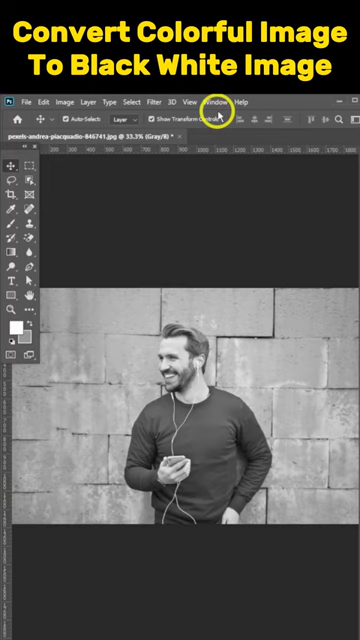 Convert Colorful Image
To Black White Image
Ps File Edit Image Layer Type Select Filter 3D View Window Help
Auto-Select: Layer Show Transform Controls
pexels-andrea-piacquadio-846741.jpg @ 33.3% (Gray/8) *